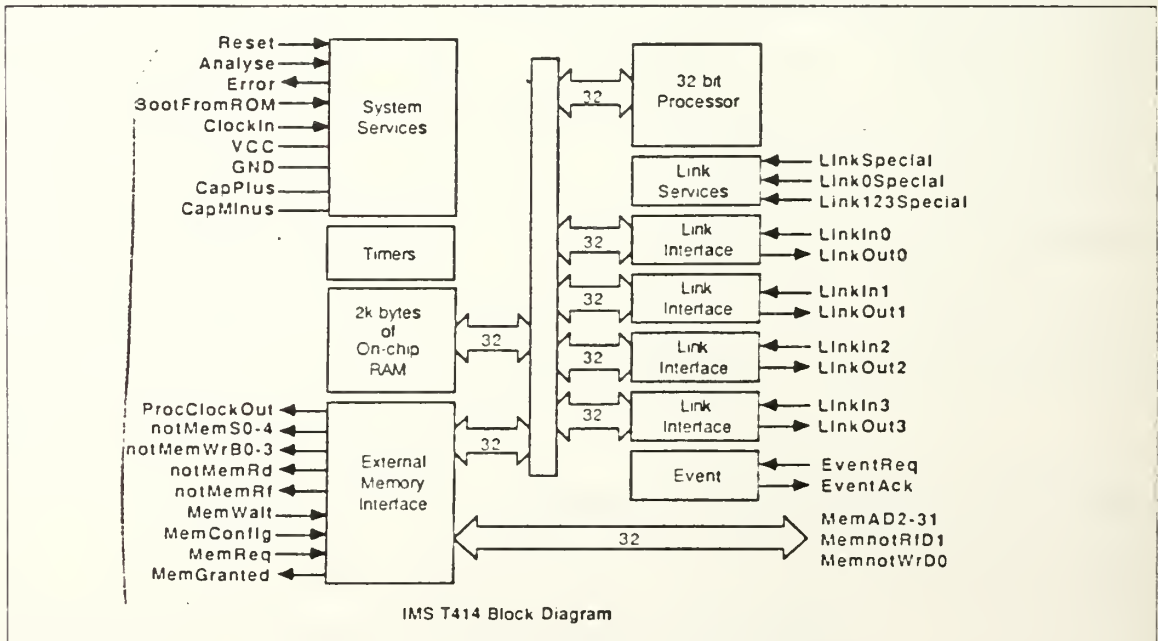 Reset
Analyse
Error
BootFromROM
ClockIn
VCC
GND
CapPlus
CapMInus
System
Services
Timers
2k bytes
of
On-chip
RAM
32
ProcClockOut
notMemS0-4
notMemWrB0-3
notMemRd
notMemRf
MemWait
MemConfig
MemReq
MemGranted
External
Memory
Interface
32
32
32 bit
Processor
Link
Services
LinkSpecial
Link0Special
Link123Special
32
Link
Interface
LinkIn0
LinkOut0
32
Link
Interface
LinkIn1
LinkOut1
32
Link
Interface
LinkIn2
LinkOut2
32
Link
Interface
LinkIn3
LinkOut3
Event
EventReq
EventAck
32
MemAD2-31
MemnotRfD1
MemnotWrD0
IMS T414 Block Diagram